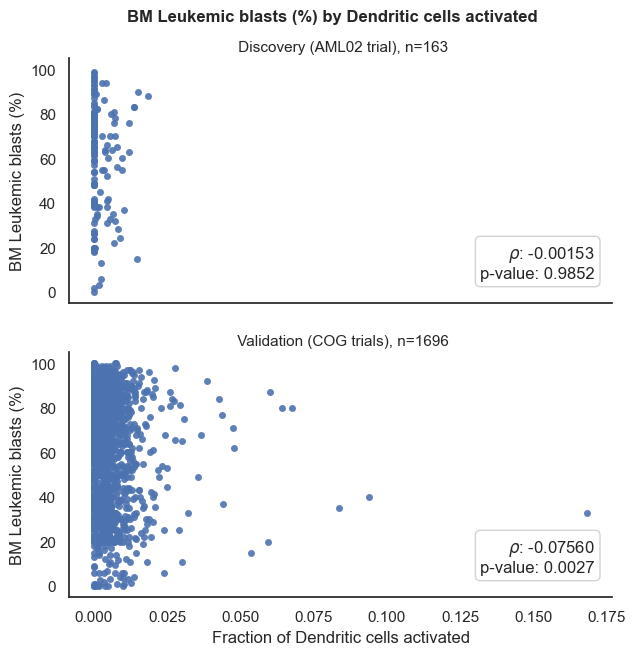 BM Leukemic blasts (%) by Dendritic cells activated
Discovery (AML02 trial), n=163
BM Leukemic blasts (%)
100
80
60
40
20
0
ρ: -0.00153
p-value: 0.9852
Validation (COG trials), n=1696
BM Leukemic blasts (%)
100
80
60
40
20
0
ρ: -0.07560
p-value: 0.0027
0.000 0.025 0.050 0.075 0.100 0.125 0.150 0.175
Fraction of Dendritic cells activated